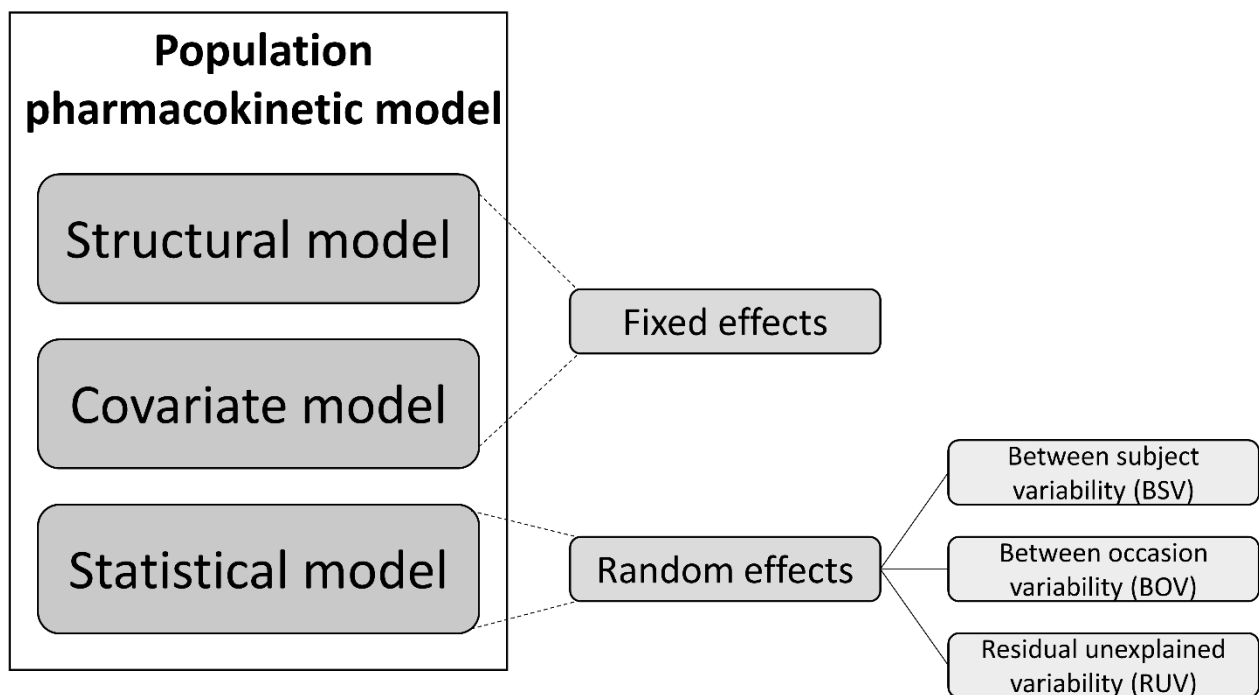 Population
pharmacokinetic model
Structural model
Covariate model
Statistical model
Fixed effects
Random effects
Between subject
variability (BSV)
Between occasion
variability (BOV)
Residual unexplained
variability (RUV)